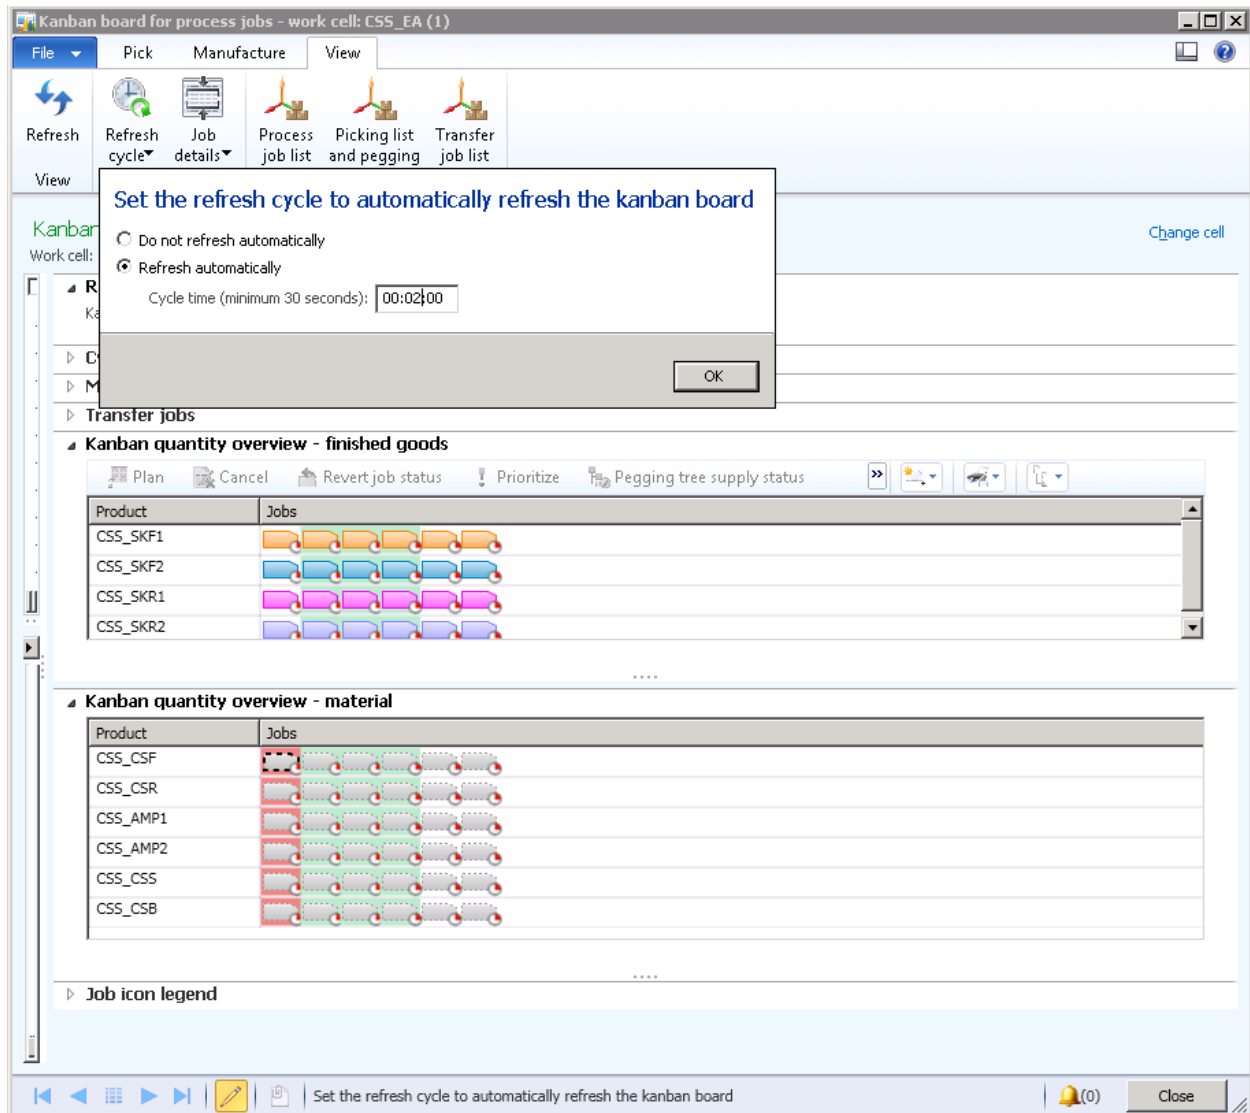 Kanban board for process jobs - work cell: CSS_EA (1)
File Pick Manufacture View
Refresh Refresh cycle Job details Process job list Picking list and pegging Transfer job list
View
Set the refresh cycle to automatically refresh the kanban board
Do not refresh automatically
Refresh automatically
Cycle time (minimum 30 seconds): 00:02:00
OK
Kanban
Change cell
Work cell:
Transfer jobs
Kanban quantity overview - finished goods
Plan Cancel Revert job status Prioritize Pegging tree supply status
Product Jobs
CSS_SKF1
CSS_SKF2
CSS_SKR1
CSS_SKR2
Kanban quantity overview - material
Product Jobs
CSS_CSF
CSS_CSR
CSS_AMP1
CSS_AMP2
CSS_CSS
CSS_CSB
Job icon legend
Set the refresh cycle to automatically refresh the kanban board (0) Close